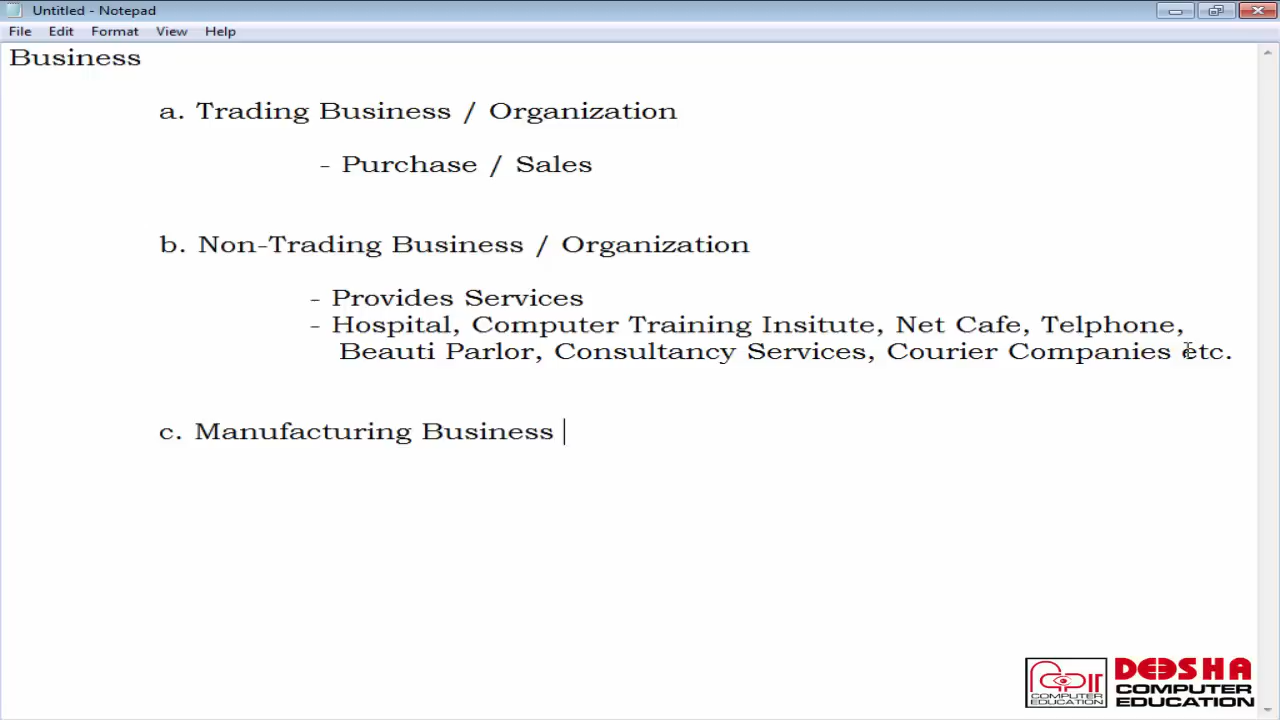 Untitled - Notepad
File Edit Format View Help
Business
a. Trading Business / Organization
- Purchase / Sales
b. Non-Trading Business / Organization
- Provides Services
- Hospital, Computer Training Insitute, Net Cafe, Telphone,
Beauti Parlor, Consultancy Services, Courier Companies etc.
c. Manufacturing Business
COMPUTER
EDUCATION
DEESHA
COMPUTER
EDUCATION